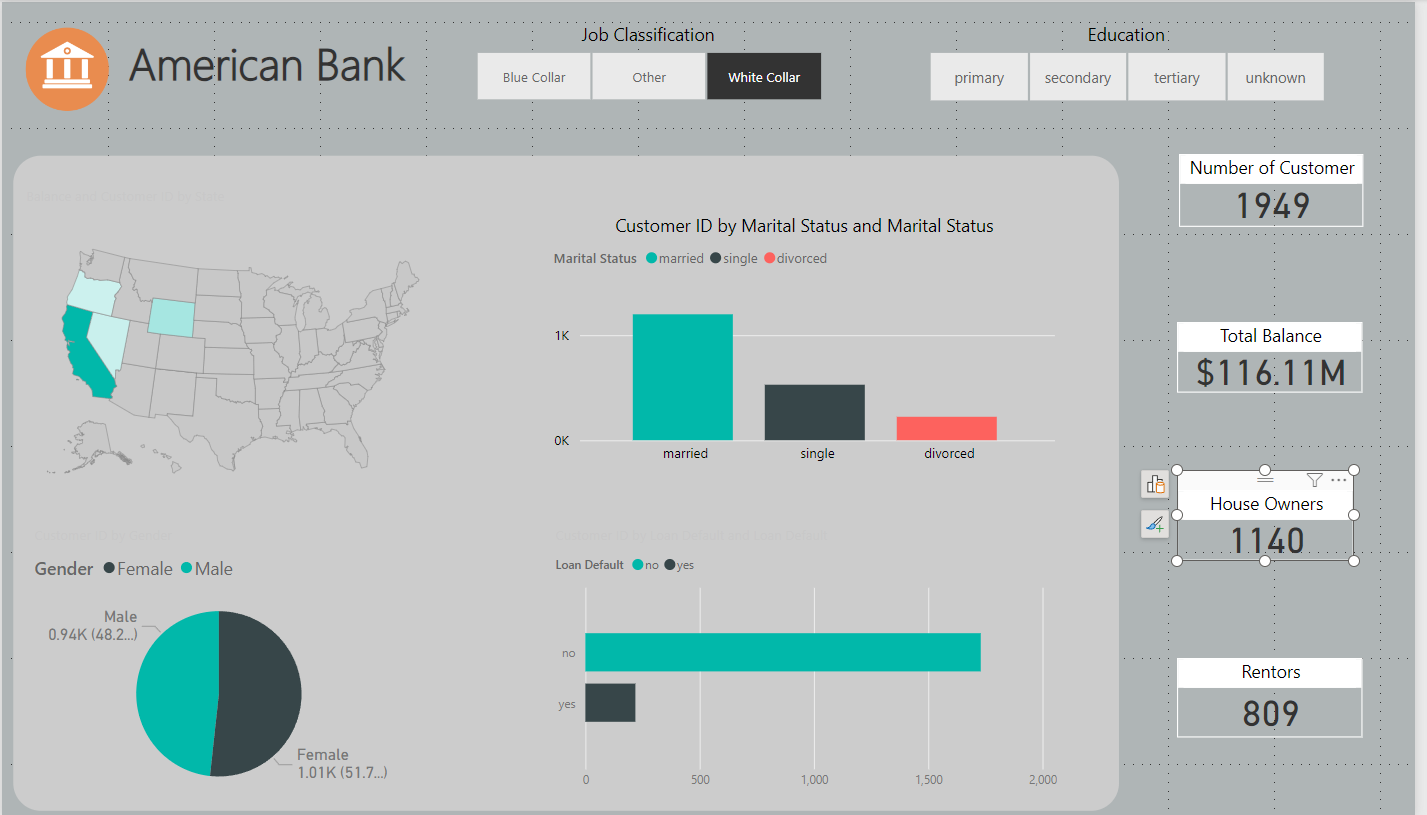 American Bank
Job Classification
Blue Collar
Other
White Collar
Education
primary
secondary
tertiary
unknown
Number of Customer
1949
Total Balance
$116.11M
House Owners
1140
Rentors
809
Customer ID by Marital Status and Marital Status
Marital Status married single divorced
1K
0K
married
single
divorced
Gender Female Male
Male
0.94K (48.2...)
Female
1.01K (51.7...)
Loan Default no yes
no
yes
0
500
1,000
1,500
2,000